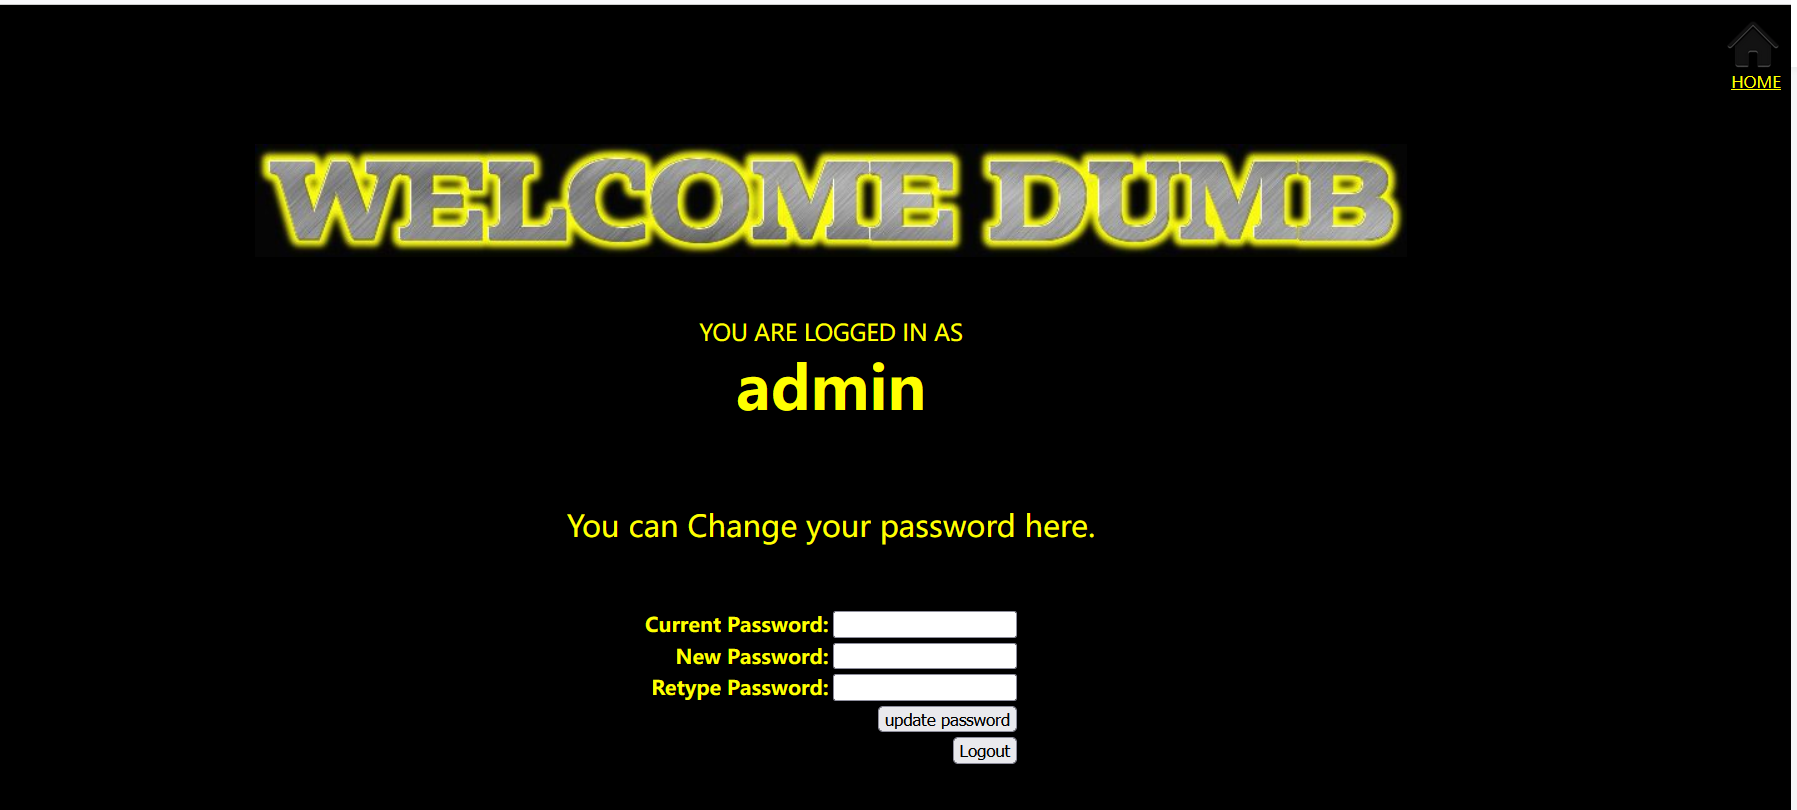 HOME
WELCOME DUMB
YOU ARE LOGGED IN AS
admin
You can Change your password here.
Current Password:
New Password:
Retype Password:
update password
Logout